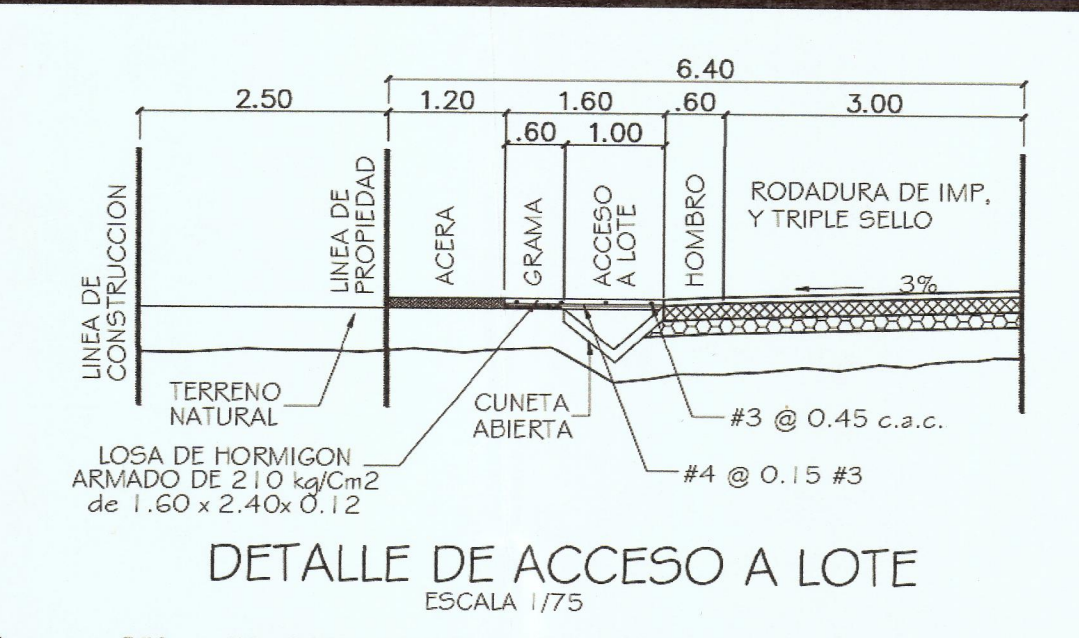 6.40
2.50 1.20 1.60 .60 3.00
.60 1.00
LINEA DE
CONSTRUCCION
LINEA DE
PROPIEDAD
ACERA
GRAMA
ACCESO
A LOTE
HOMBRO
RODADURA DE IMP,
Y TRIPLE SELLO
3%
TERRENO
NATURAL
CUNETA
ABIERTA
#3 @ 0.45 c.a.c.
LOSA DE HORMIGON
ARMADO DE 210 kg/Cm2
de 1.60 x 2.40x 0.12
#4 @ 0.15 #3
DETALLE DE ACCESO A LOTE
ESCALA 1/75